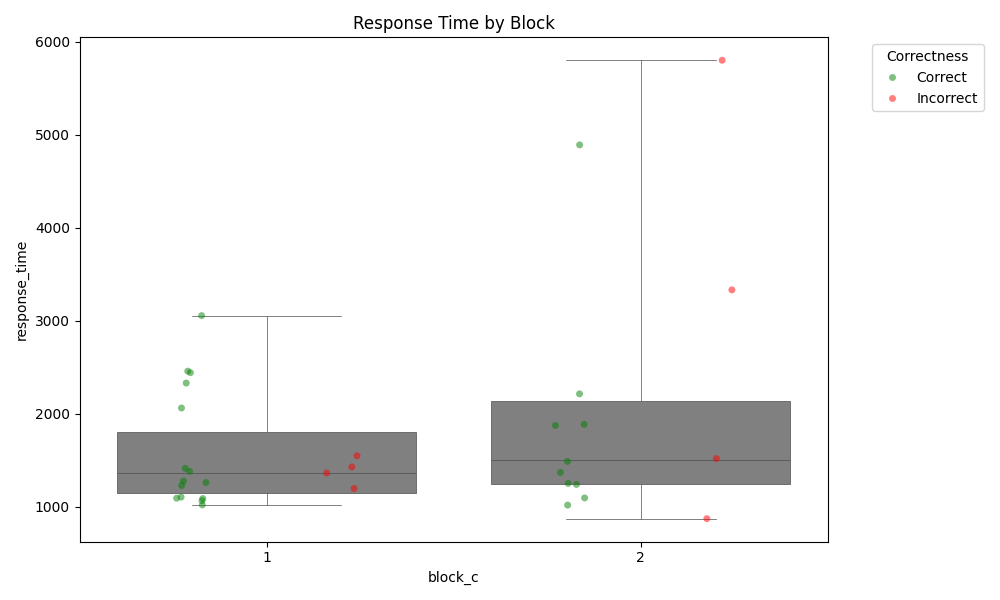 Response Time by Block
Correctness
Correct
Incorrect
6000
5000
4000
3000
2000
1000
response_time
1
2
block_c